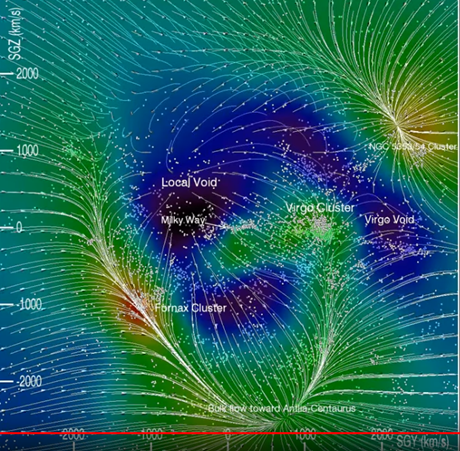 SGZ (km/s)
2000
1000
0
-1000
-2000
Local Void
Milky Way
Virgo Cluster
Virgo Void
NGC 5353/54 Cluster
Fornax Cluster
Bulk flow toward Antlia-Centaurus
-2000 -1000 0 1000 2000
SGY (km/s)